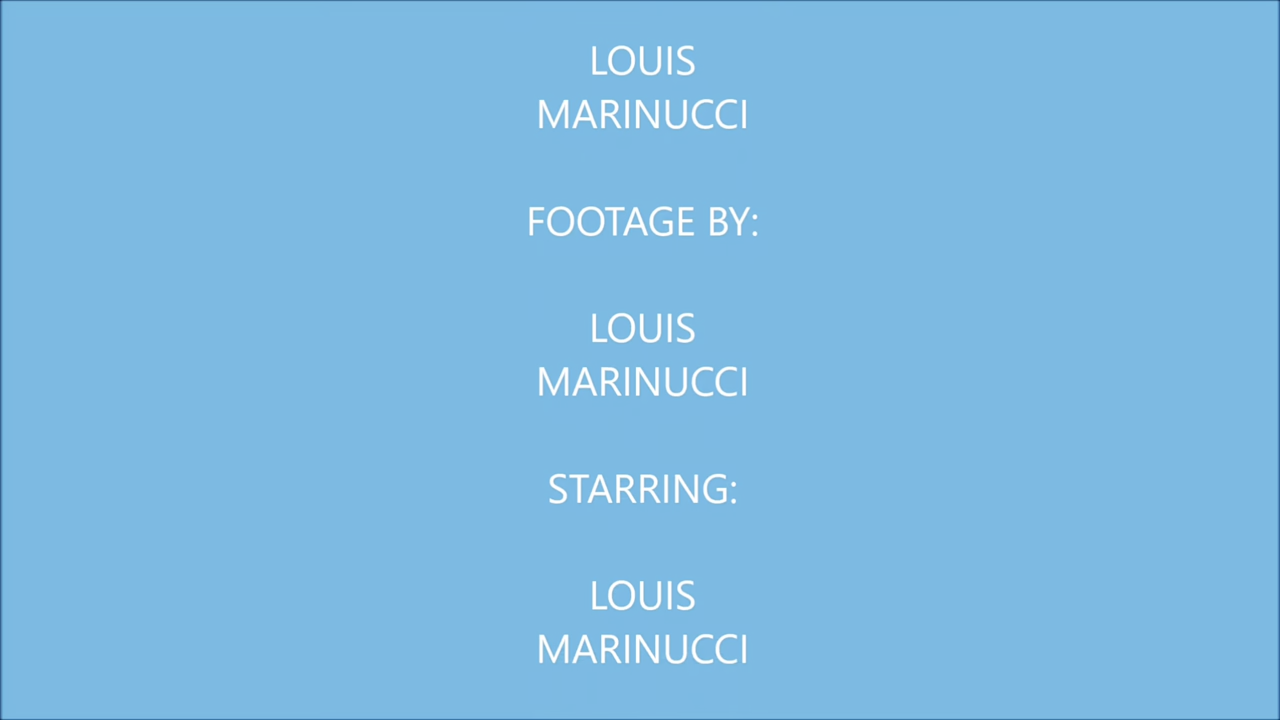 LOUIS
MARINUCCI
FOOTAGE BY:
LOUIS
MARINUCCI
STARRING:
LOUIS
MARINUCCI